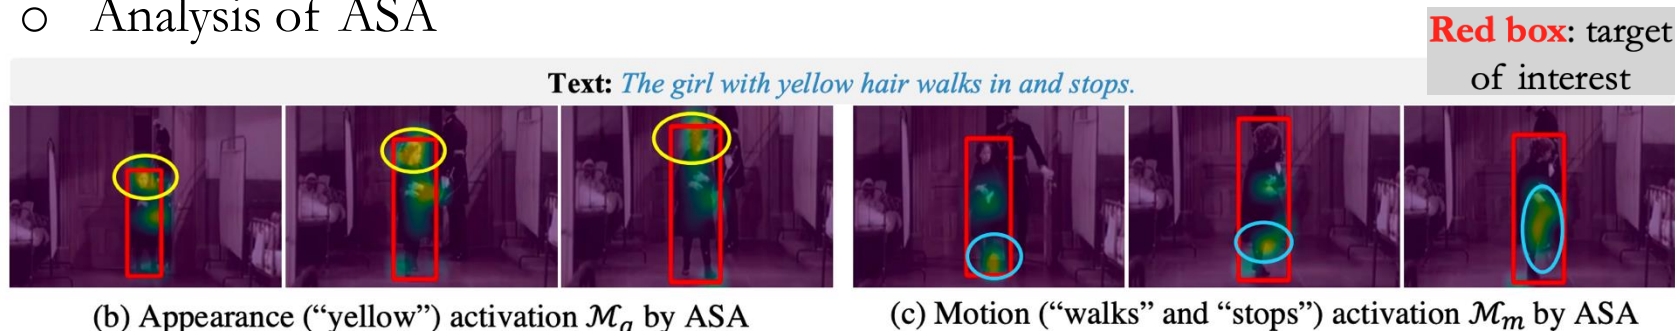 o Analysis of ASA
Red box: target
of interest
Text: The girl with yellow hair walks in and stops.
(b) Appearance (“yellow”) activation ℳₐ by ASA
(c) Motion (“walks” and “stops”) activation ℳₘ by ASA